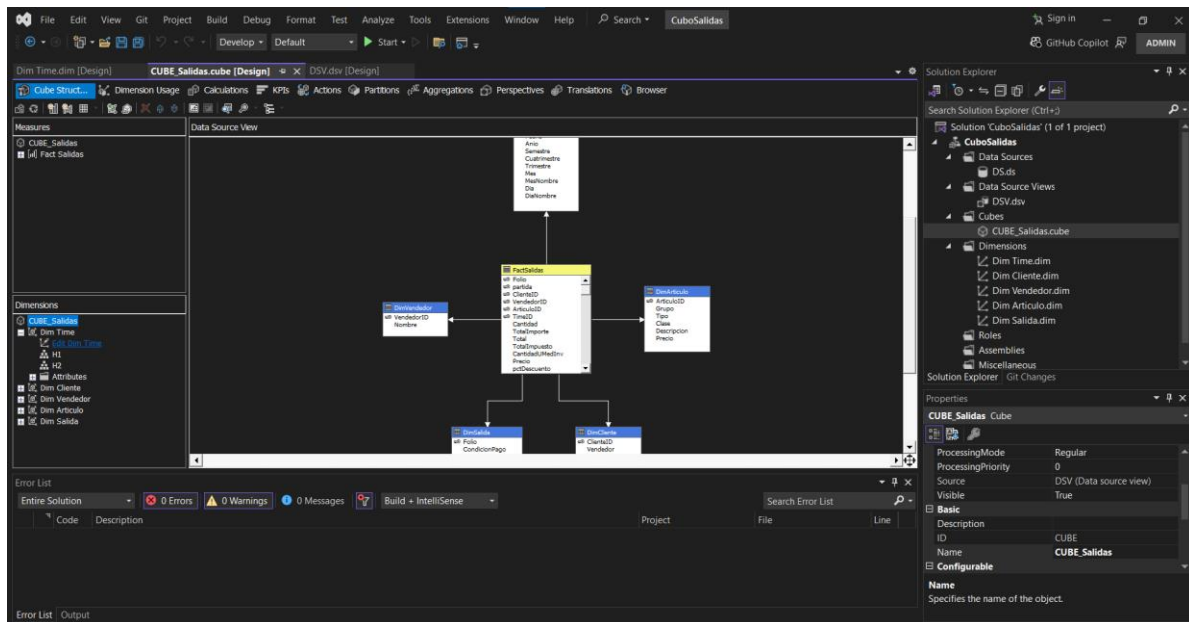 File Edit View Git Project Build Debug Format Test Analyze Tools Extensions Window Help Search CuboSalidas Sign in
Develop Default Start GitHub Copilot ADMIN
Dim Time.dim [Design] CUBE_Salidas.cube [Design] DSV.dsv [Design]
Cube Struct... Dimension Usage Calculations KPIs Actions Partitions Aggregations Perspectives Translations Browser
Measures
CUBE_Salidas
Fact Salidas
Dimensions
CUBE_Salidas
Dim Time
Edit Dim Time
H1
H2
Attributes
Dim Cliente
Dim Vendedor
Dim Articulo
Dim Salida
Data Source View
Anio
Semestre
Cuatrimestre
Trimestre
Mes
MesNombre
Dia
DiaNombre
FactSalidas
Folio
partida
ClienteID
VendedorID
ArticuloID
TimeID
Cantidad
TotalImporte
Total
TotalImpuesto
CantidadUMedInv
Precio
pctDescuento
DimVendedor
VendedorID
Nombre
DimArticulo
ArticuloID
Grupo
Tipo
Clase
Descripcion
Precio
DimSalida
Folio
CondicionPago
DimCliente
ClienteID
Vendedor
Solution Explorer
Search Solution Explorer (Ctrl+;)
Solution 'CuboSalidas' (1 of 1 project)
CuboSalidas
Data Sources
DS.ds
Data Source Views
DSV.dsv
Cubes
CUBE_Salidas.cube
Dimensions
Dim Time.dim
Dim Cliente.dim
Dim Vendedor.dim
Dim Articulo.dim
Dim Salida.dim
Roles
Assemblies
Miscellaneous
Solution Explorer Git Changes
Properties
CUBE_Salidas Cube
ProcessingMode Regular
ProcessingPriority 0
Source DSV (Data source view)
Visible True
Basic
Description
ID CUBE
Name CUBE_Salidas
Configurable
Name
Specifies the name of the object.
Error List
Entire Solution 0 Errors 0 Warnings 0 Messages Build + IntelliSense Search Error List
Code Description Project File Line
Error List Output